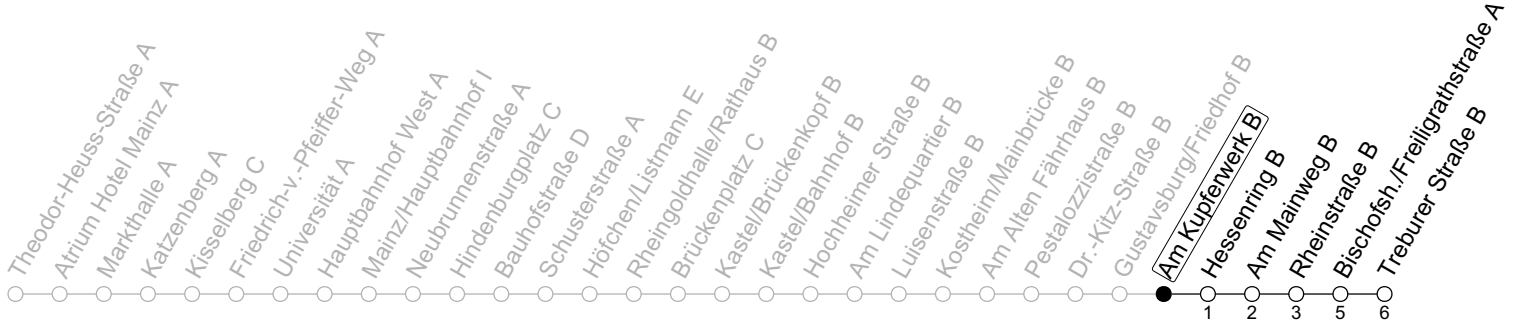 Theodor-Heuss-Straße A
Atrium Hotel Mainz A
Markthalle A
Katzenberg A
Kisselberg C
Friedrich-v.-Pfeiffer-Weg A
Universität A
Hauptbahnhof West A
Mainz/Hauptbahnhof I
Neubrunnenstraße A
Hindenburgplatz C
Bauhofstraße D
Schusterstraße A
Höfchen/Listmann E
Rheingoldhalle/Rathaus B
Brückenplatz C
Kastel/Brückenkopf B
Kastel/Bahnhof B
Hochheimer Straße B
Am Lindequartier B
Luisenstraße B
Kostheim/Mainbrücke B
Am Alten Fährhaus B
Pestalozzistraße B
Dr.-Kitz-Straße B
Gustavsburg/Friedhof B
Am Kupferwerk B
Hessenring B
Am Mainweg B
Rheinstraße B
Bischofsh./Freiligrathstraße A
Treburer Straße B
1 2 3 5 6